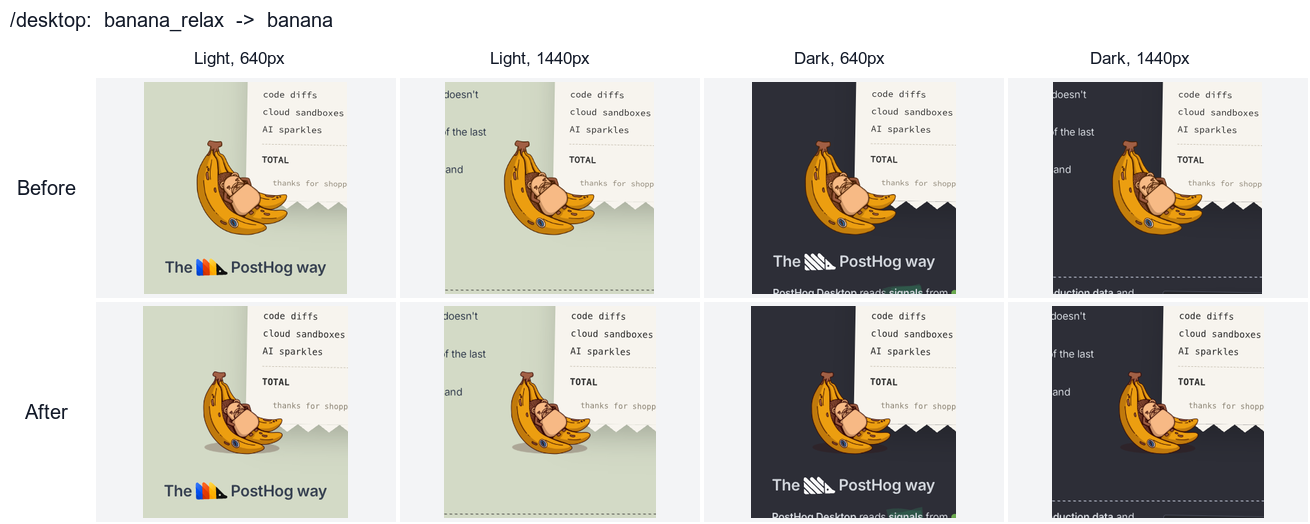 /desktop: banana_relax -> banana
Light, 640px
Light, 1440px
Dark, 640px
Dark, 1440px
Before
code diffs
cloud sandboxes
AI sparkles
TOTAL
thanks for shopp
The PostHog way
doesn't
of the last
and
code diffs
cloud sandboxes
AI sparkles
TOTAL
thanks for shopp
code diffs
cloud sandboxes
AI sparkles
TOTAL
thanks for shopp
The PostHog way
PostHog Desktop reads signals from
doesn't
of the last
and
code diffs
cloud sandboxes
AI sparkles
TOTAL
thanks for shopp
duction data and
After
code diffs
cloud sandboxes
AI sparkles
TOTAL
thanks for shopp
The PostHog way
doesn't
of the last
and
code diffs
cloud sandboxes
AI sparkles
TOTAL
thanks for shopp
code diffs
cloud sandboxes
AI sparkles
TOTAL
thanks for shopp
The PostHog way
PostHog Desktop reads signals from
doesn't
of the last
and
code diffs
cloud sandboxes
AI sparkles
TOTAL
thanks for shopp
duction data and